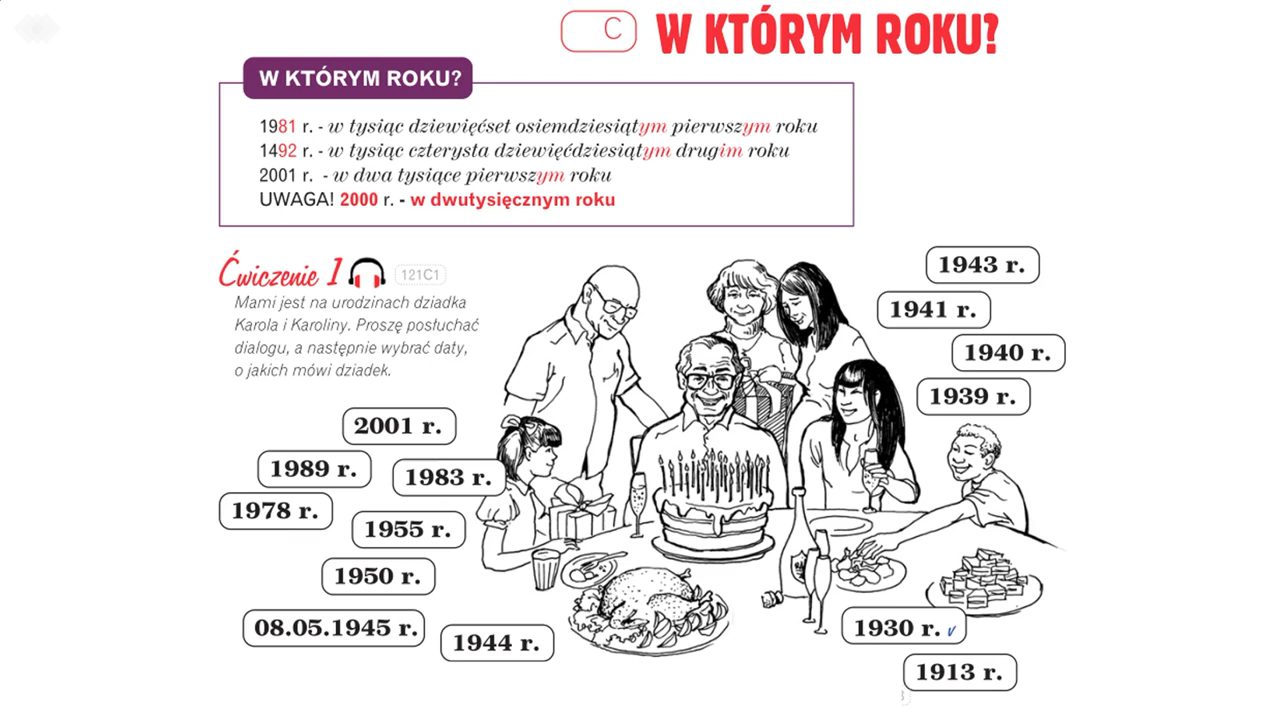 C W KTÓRYM ROKU?
W KTÓRYM ROKU?
1981 r. - w tysiąc dziewięćset osiemdziesiątym pierwszym roku
1492 r. - w tysiąc czterysta dziewięćdziesiątym drugim roku
2001 r. - w dwa tysiące pierwszym roku
UWAGA! 2000 r. - w dwutysięcznym roku
Ćwiczenie 1 121C1
Mami jest na urodzinach dziadka
Karola i Karoliny. Proszę posłuchać
dialogu, a następnie wybrać daty,
o jakich mówi dziadek.
1943 r.
1941 r.
1940 r.
1939 r.
2001 r.
1989 r.
1983 r.
1978 r.
1955 r.
1950 r.
08.05.1945 r.
1944 r.
1930 r. ✓
1913 r.